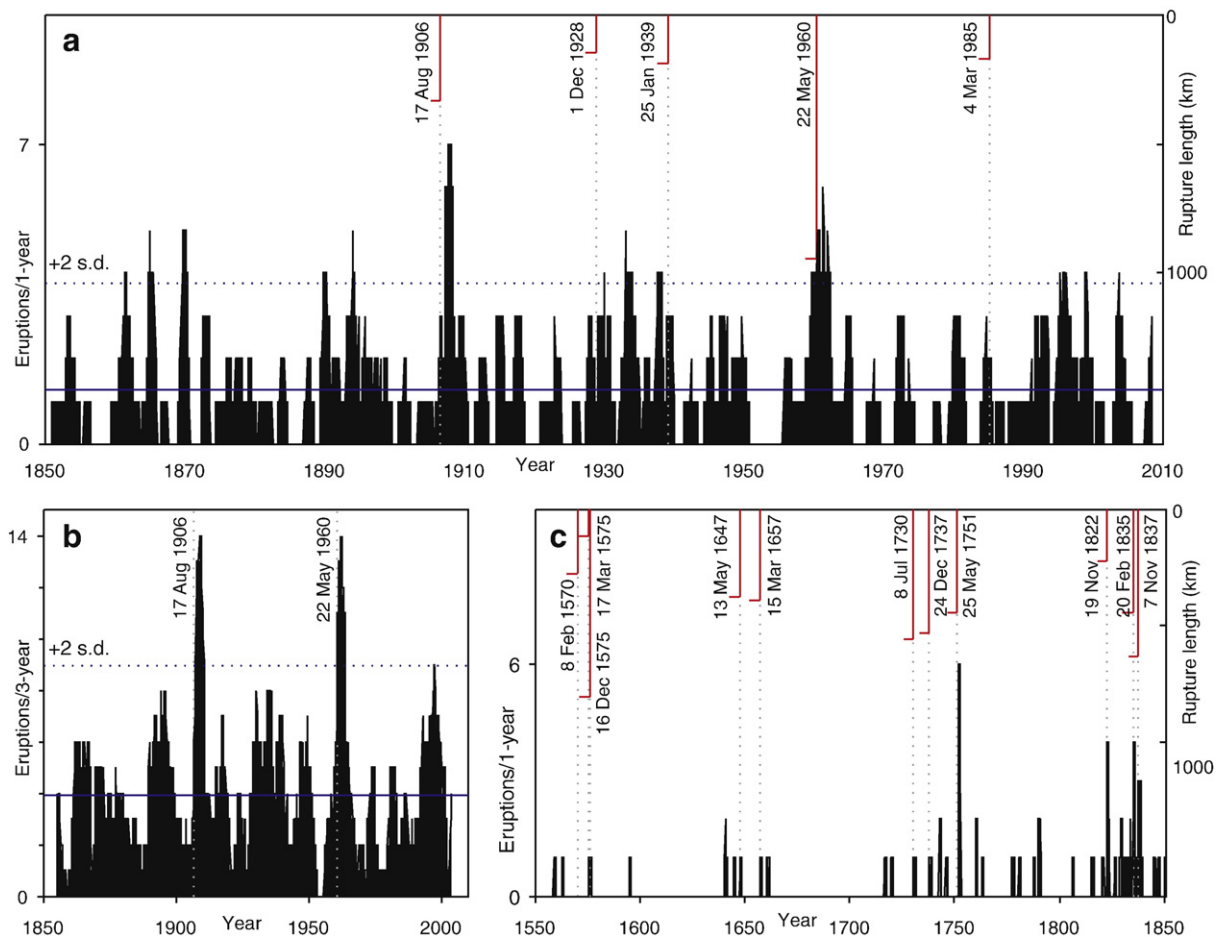 a
17 Aug 1906
1 Dec 1928
25 Jan 1939
22 May 1960
4 Mar 1985
0
1000
Rupture length (km)
7
0
Eruptions/1-year
+2 s.d.
1850
1870
1890
1910
1930
1950
1970
1990
2010
Year
b
17 Aug 1906
22 May 1960
14
0
Eruptions/3-year
+2 s.d.
1850
1900
1950
2000
Year
c
8 Feb 1570
17 Mar 1575
16 Dec 1575
13 May 1647
15 Mar 1657
8 Jul 1730
24 Dec 1737
25 May 1751
19 Nov 1822
20 Feb 1835
7 Nov 1837
0
1000
Rupture length (km)
6
0
Eruptions/1-year
1550
1600
1650
1700
1750
1800
1850
Year